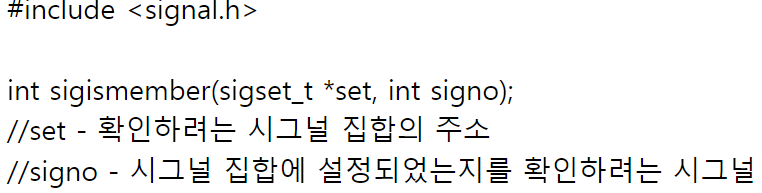 #include <signal.h>
int sigismember(sigset_t *set, int signo);
//set - 확인하려는 시그널 집합의 주소
//signo - 시그널 집합에 설정되었는지를 확인하려는 시그널